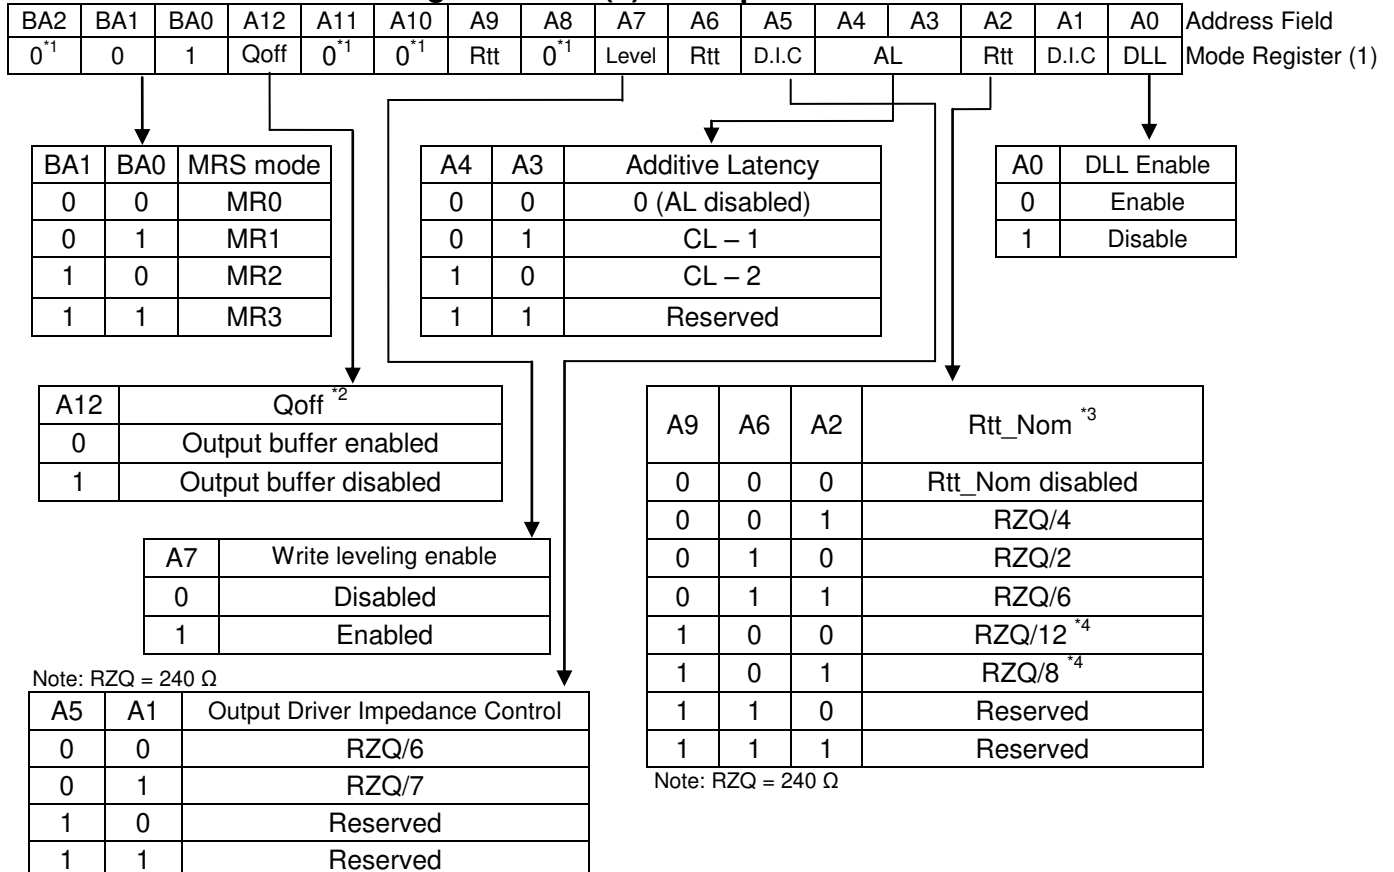 BA2 BA1 BA0 A12 A11 A10 A9 A8 A7 A6 A5 A4 A3 A2 A1 A0 Address Field
0*1 0 1 Qoff 0*1 0*1 Rtt 0*1 Level Rtt D.I.C AL Rtt D.I.C DLL Mode Register (1)
BA1 BA0 MRS mode
0 0 MR0
0 1 MR1
1 0 MR2
1 1 MR3
A4 A3 Additive Latency
0 0 0 (AL disabled)
0 1 CL – 1
1 0 CL – 2
1 1 Reserved
A0 DLL Enable
0 Enable
1 Disable
A12 Qoff *2
0 Output buffer enabled
1 Output buffer disabled
A7 Write leveling enable
0 Disabled
1 Enabled
Note: RZQ = 240 Ω
A5 A1 Output Driver Impedance Control
0 0 RZQ/6
0 1 RZQ/7
1 0 Reserved
1 1 Reserved
A9 A6 A2 Rtt_Nom *3
0 0 0 Rtt_Nom disabled
0 0 1 RZQ/4
0 1 0 RZQ/2
0 1 1 RZQ/6
1 0 0 RZQ/12 *4
1 0 1 RZQ/8 *4
1 1 0 Reserved
1 1 1 Reserved
Note: RZQ = 240 Ω